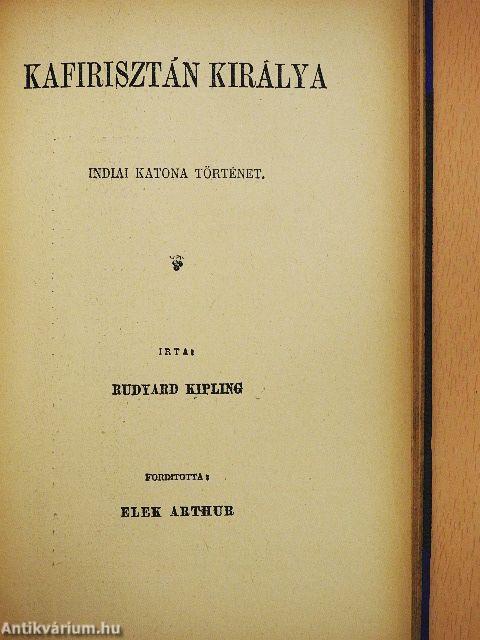 KAFIRISZTÁN KIRÁLYA
INDIAI KATONA TÖRTÉNET.
IRTA:
RUDYARD KIPLING
FORDITOTTA:
ELEK ARTHUR
Antikvárium.hu